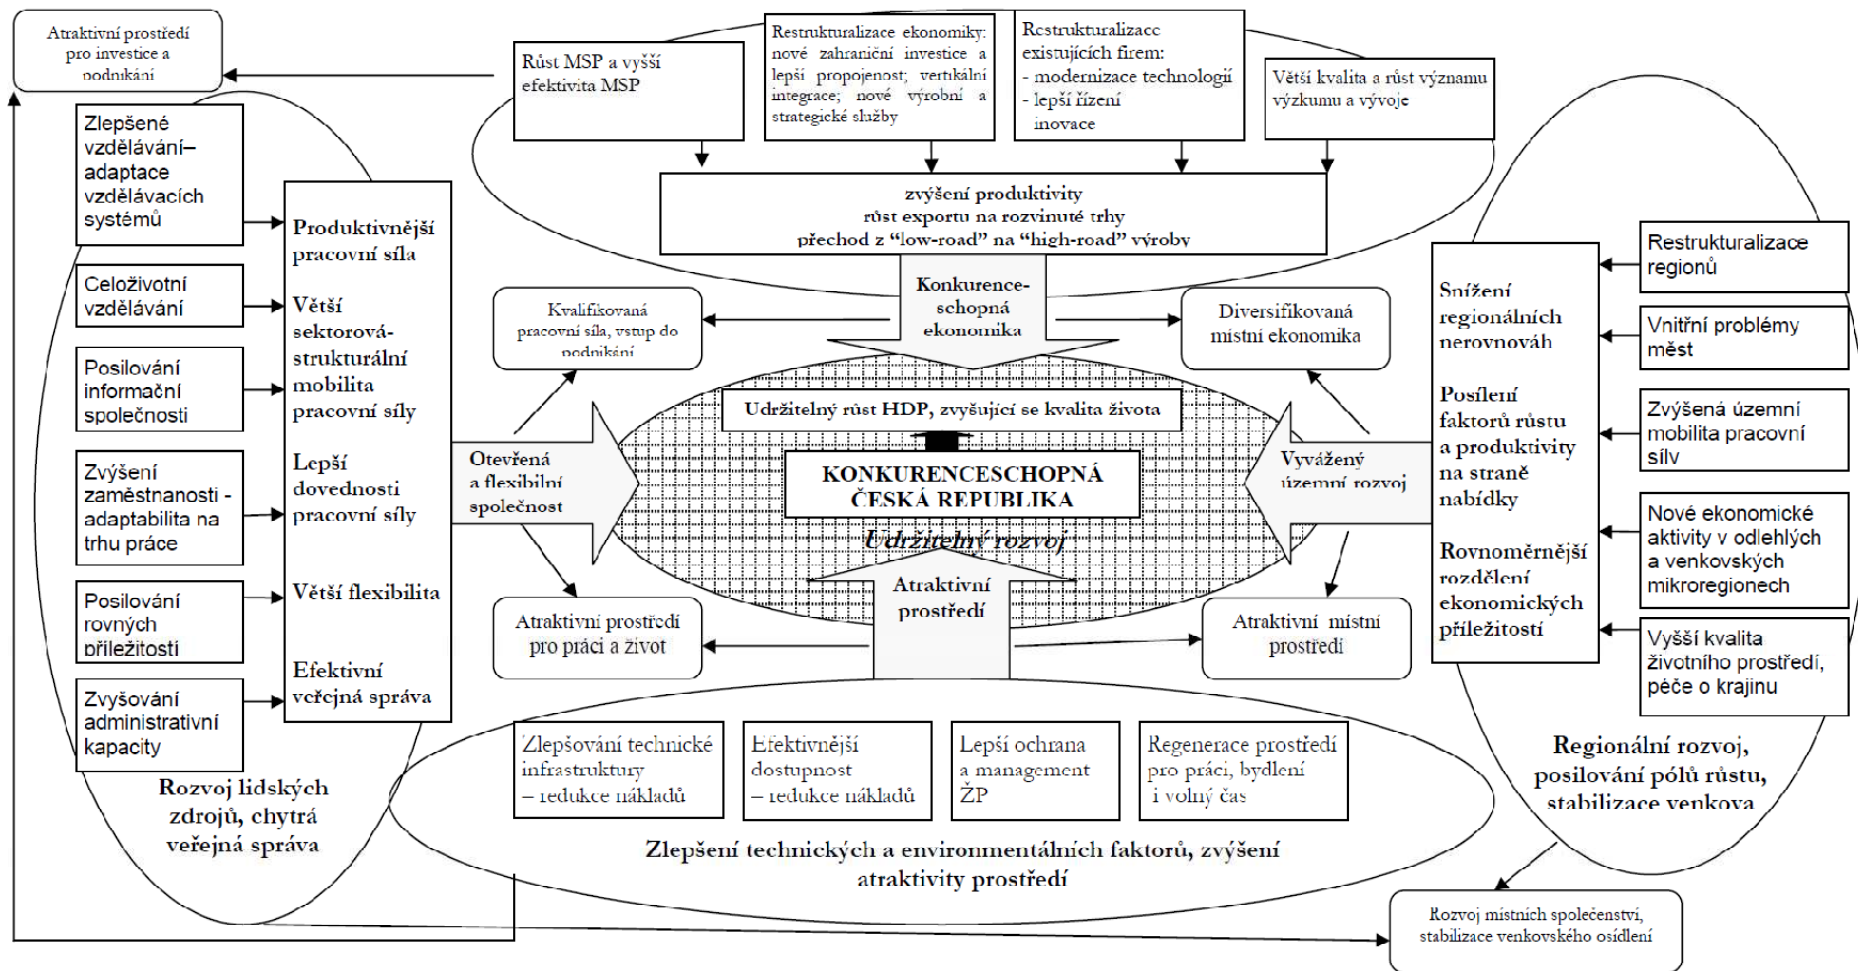 Atraktivní prostředí
pro investice a
podnikání
Růst MSP a vyšší
efektivita MSP
Restrukturalizace ekonomiky:
nové zahraniční investice a
lepší propojenost; vertikální
integrace; nové výrobní a
strategické služby
Restrukturalizace
existujících firem:
- modernizace technologií
- lepší řízení
inovace
Větší kvalita a růst významu
výzkumu a vývoje
zvýšení produktivity
růst exportu na rozvinuté trhy
přechod z “low-road” na “high-road” výroby
Konkurence-
schopná
ekonomika
Zlepšené
vzdělávání–
adaptace
vzdělávacích
systémů
Celoživotní
vzdělávání
Posilování
informační
společnosti
Zvýšení
zaměstnanosti -
adaptabilita na
trhu práce
Posilování
rovných
příležitostí
Zvyšování
administrativní
kapacity
Produktivnější
pracovní síla
Větší
sektorová-
strukturální
mobilita
pracovní síly
Lepší
dovednosti
pracovní síly
Větší flexibilita
Efektivní
veřejná správa
Rozvoj lidských
zdrojů, chytrá
veřejná správa
Kvalifikovaná
pracovní síla, vstup do
podnikání
Diversifikovaná
místní ekonomika
Otevřená
a flexibilní
společnost
Udržitelný růst HDP, zvyšující se kvalita života
KONKURENCESCHOPNÁ
ČESKÁ REPUBLIKA
Udržitelný rozvoj
Vyvážený
územní rozvoj
Atraktivní
prostředí
Atraktivní prostředí
pro práci a život
Atraktivní místní
prostředí
Snížení
regionálních
nerovnováh
Posílení
faktorů růstu
a produktivity
na straně
nabídky
Rovnoměrnější
rozdělení
ekonomických
příležitostí
Restrukturalizace
regionů
Vnitřní problémy
měst
Zvýšená územní
mobilita pracovní
síly
Nové ekonomické
aktivity v odlehlých
a venkovských
mikroregionech
Vyšší kvalita
životního prostředí,
péče o krajinu
Regionální rozvoj,
posilování pólů růstu,
stabilizace venkova
Zlepšování technické
infrastruktury
– redukce nákladů
Efektivnější
dostupnost
– redukce nákladů
Lepší ochrana
a management
ŽP
Regenerace prostředí
pro práci, bydlení
i volný čas
Zlepšení technických a environmentálních faktorů, zvýšení
atraktivity prostředí
Rozvoj místních společenství,
stabilizace venkovského osídlení